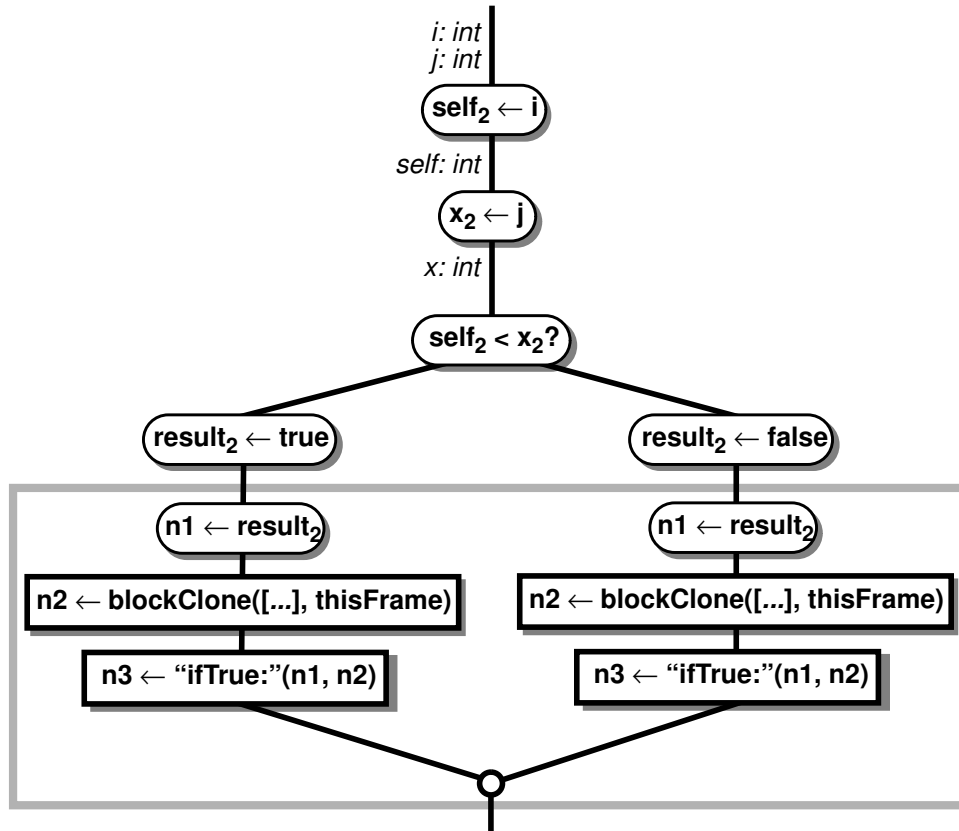 i: int
j: int
self₂ ← i
self: int
x₂ ← j
x: int
self₂ < x₂?
result₂ ← true
result₂ ← false
n1 ← result₂
n1 ← result₂
n2 ← blockClone([...], thisFrame)
n2 ← blockClone([...], thisFrame)
n3 ← “ifTrue:”(n1, n2)
n3 ← “ifTrue:”(n1, n2)